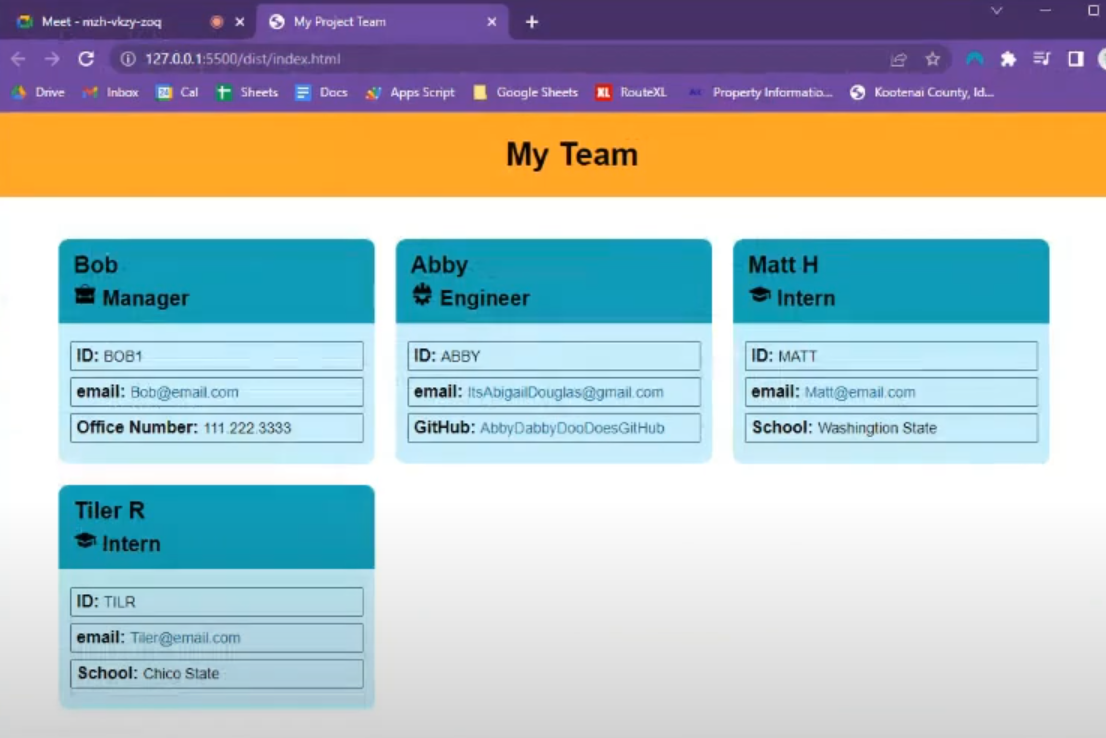 Meet - mzh-vkzy-zoq
My Project Team
127.0.0.1:5500/dist/index.html
Drive Inbox Cal Sheets Docs Apps Script Google Sheets XL RouteXL Property Informatio... Kootenai County, Id...
My Team
Bob
Manager
ID: BOB1
email: Bob@email.com
Office Number: 111.222.3333
Abby
Engineer
ID: ABBY
email: ItsAbigailDouglas@gmail.com
GitHub: AbbyDabbyDooDoesGitHub
Matt H
Intern
ID: MATT
email: Matt@email.com
School: Washingtion State
Tiler R
Intern
ID: TILR
email: Tiler@email.com
School: Chico State